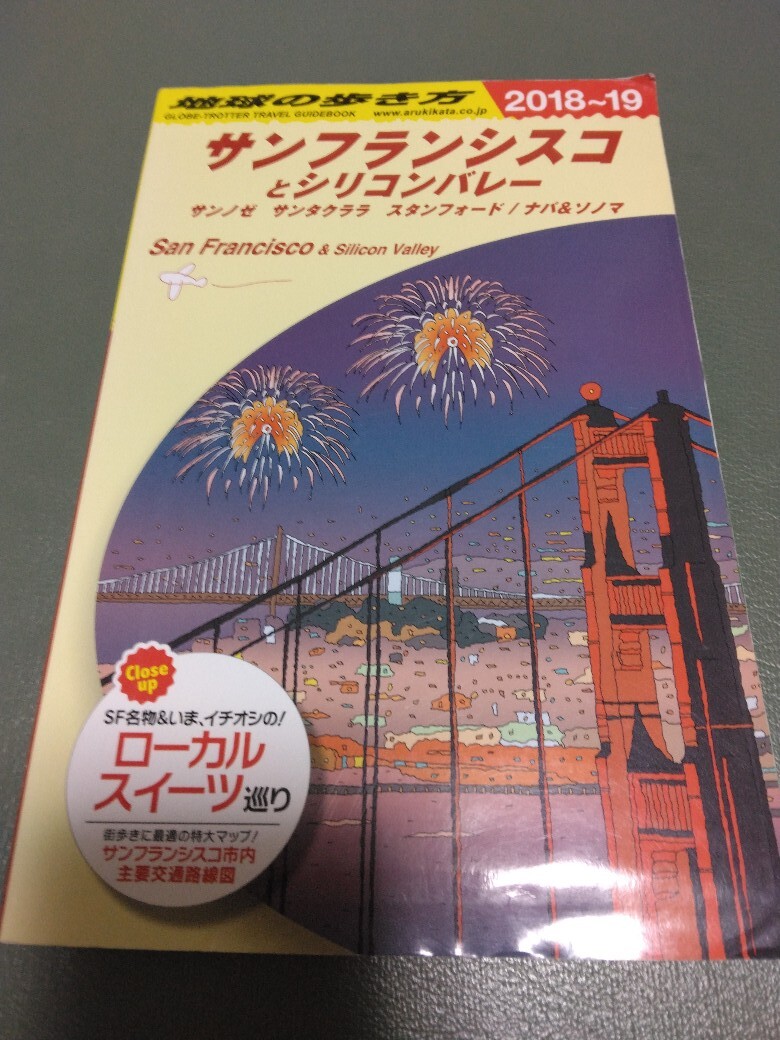 地球の歩き方
GLOBE-TROTTER TRAVEL GUIDEBOOK
www.arukikata.co.jp
2018~19
サンフランシスコ
とシリコンバレー
サンノゼ サンタクララ スタンフォード / ナパ&ソノマ
San Francisco & Silicon Valley
Close up
SF名物&いま、イチオシの!
ローカル
スイーツ巡り
街歩きに最適の特大マップ!
サンフランシスコ市内
主要交通路線図